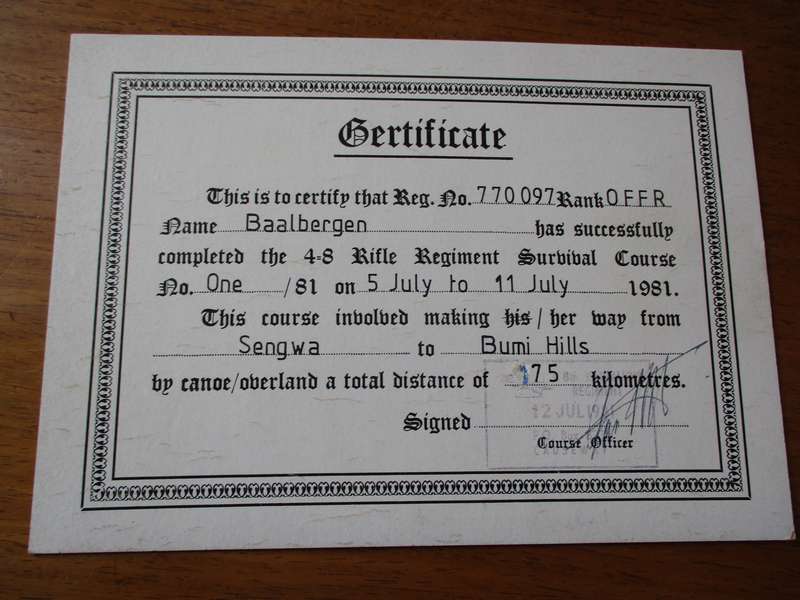 Certificate
This is to certify that Reg. No. 770097 Rank OFFR
Name Baalbergen has successfully
completed the 4-8 Rifle Regiment Survival Course
No. One /81 on 5 July to 11 July 1981.
This course involved making his/her way from
Sengwa to Bumi Hills
by canoe/overland a total distance of 175 kilometres.
REGIMENT
Signed
12 JUL
Course Officer
CAUSEWAY